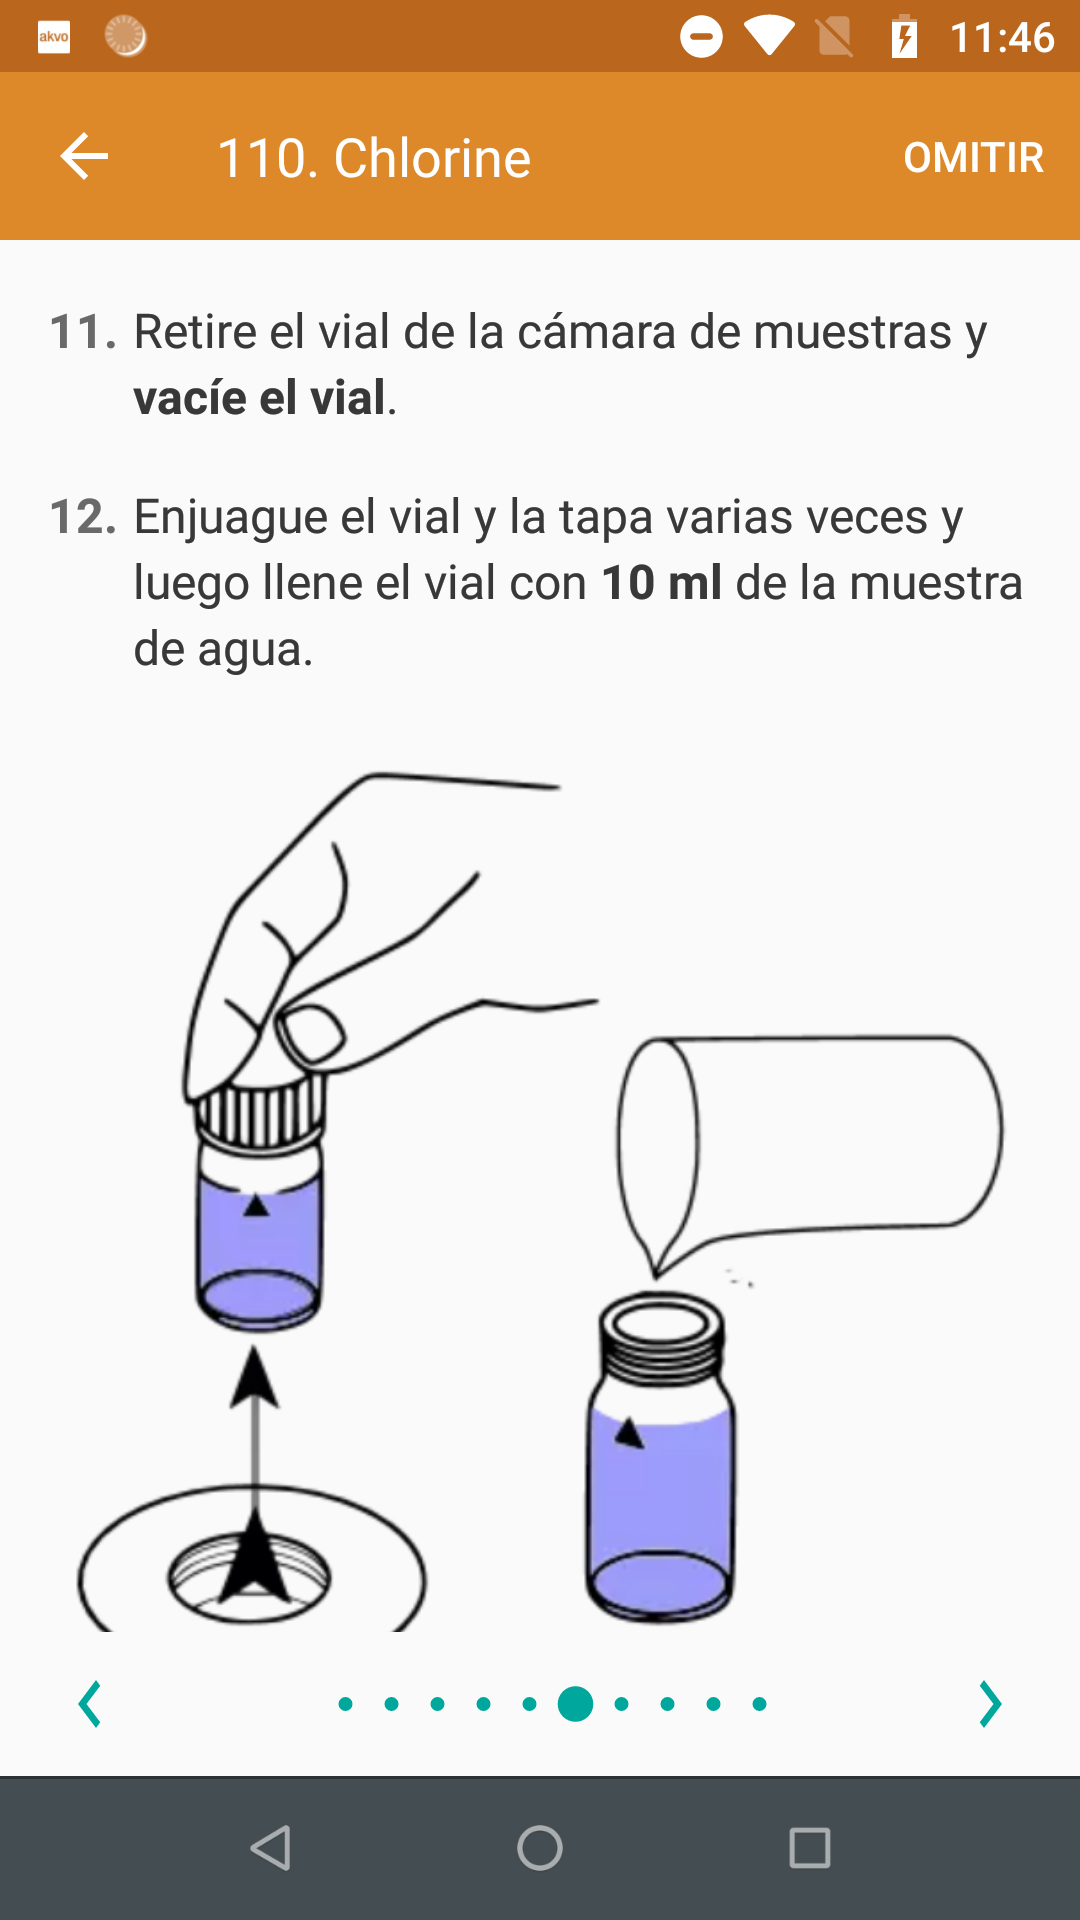 akvo
11:46
110. Chlorine
OMITIR
11. Retire el vial de la cámara de muestras y
vacíe el vial.
12. Enjuague el vial y la tapa varias veces y
luego llene el vial con 10 ml de la muestra
de agua.